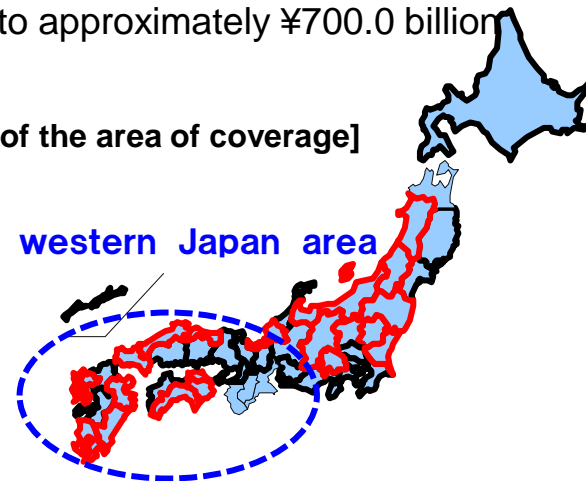 to approximately ¥700.0 billion
of the area of coverage]
western Japan area